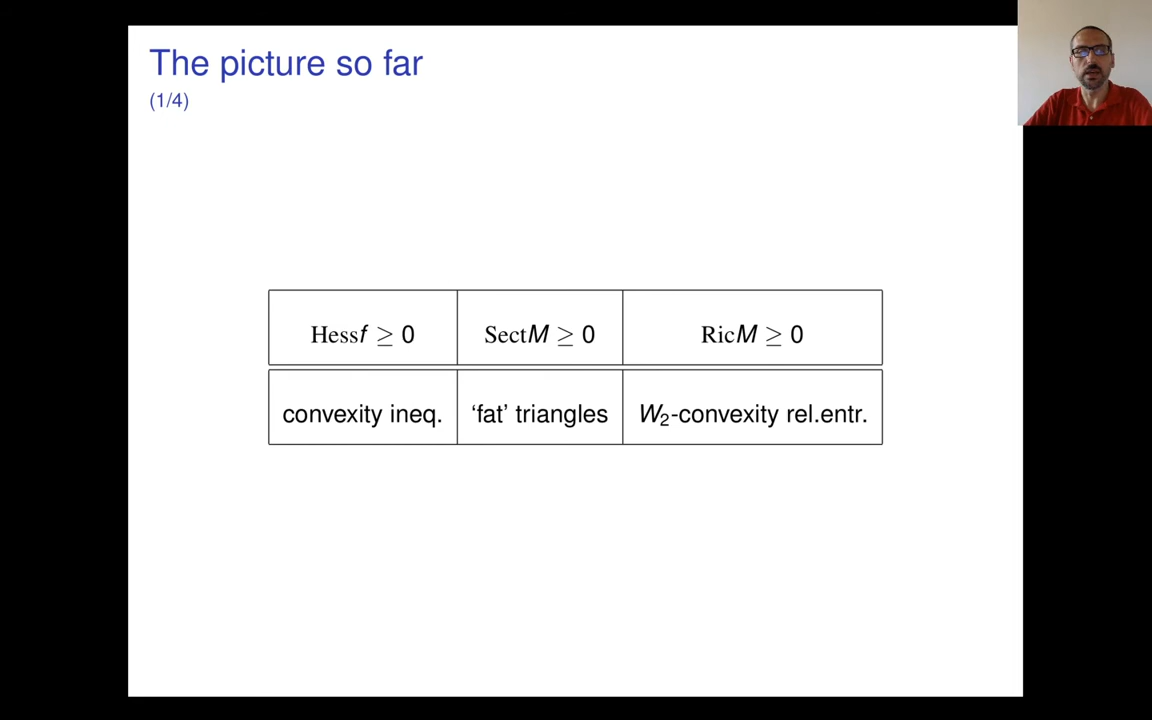 The picture so far
(1/4)
Hessf ≥ 0 SectM ≥ 0 RicM ≥ 0
convexity ineq. ‘fat’ triangles W₂-convexity rel.entr.